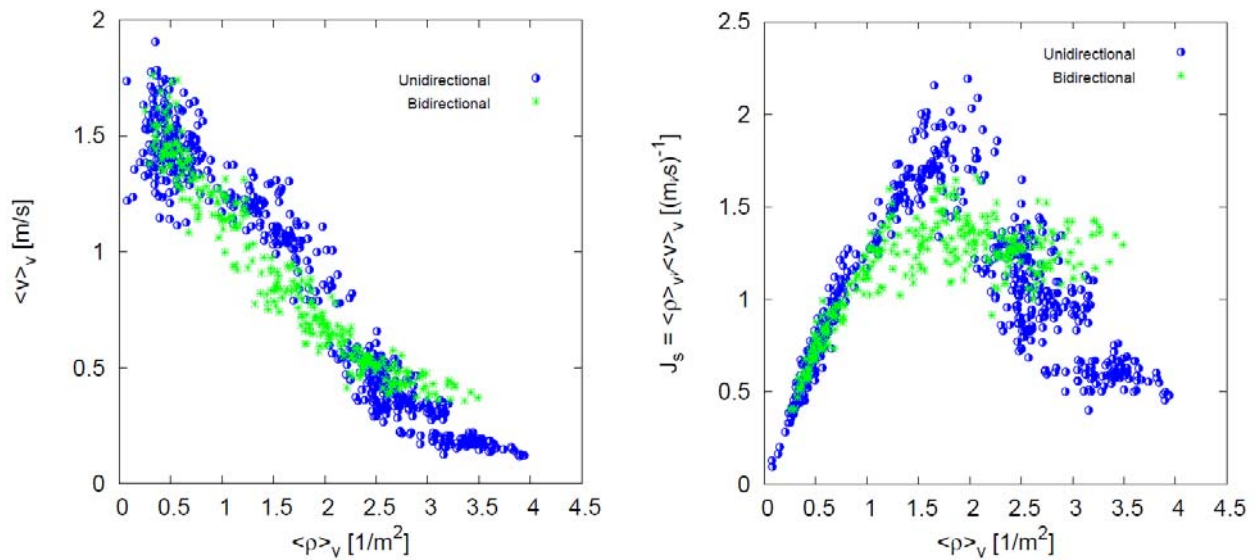 2
1.5
1
0.5
0
<v>ᵥ [m/s]
Unidirectional
Bidirectional
0 0.5 1 1.5 2 2.5 3 3.5 4 4.5
<ρ>ᵥ [1/m²]
2.5
2
1.5
1
0.5
0
Jₛ = <ρ>ᵥ.<v>ᵥ [(m.s)⁻¹]
Unidirectional
Bidirectional
0 0.5 1 1.5 2 2.5 3 3.5 4 4.5
<ρ>ᵥ [1/m²]